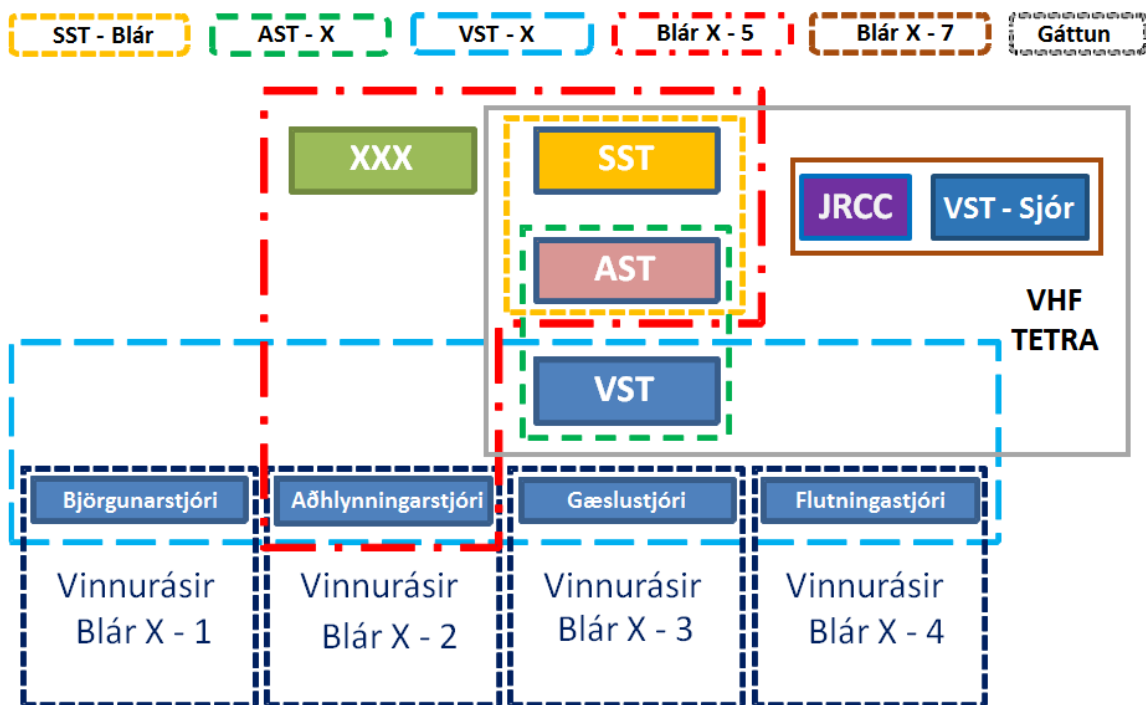 SST - Blár
AST - X
VST - X
Blár X - 5
Blár X - 7
Gáttun
XXX
SST
JRCC
VST - Sjór
AST
VHF
TETRA
VST
Björgunarstjóri
Aðhlynningarstjóri
Gæslustjóri
Flutningastjóri
Vinnurásir
Blár X - 1
Vinnurásir
Blár X - 2
Vinnurásir
Blár X - 3
Vinnurásir
Blár X - 4